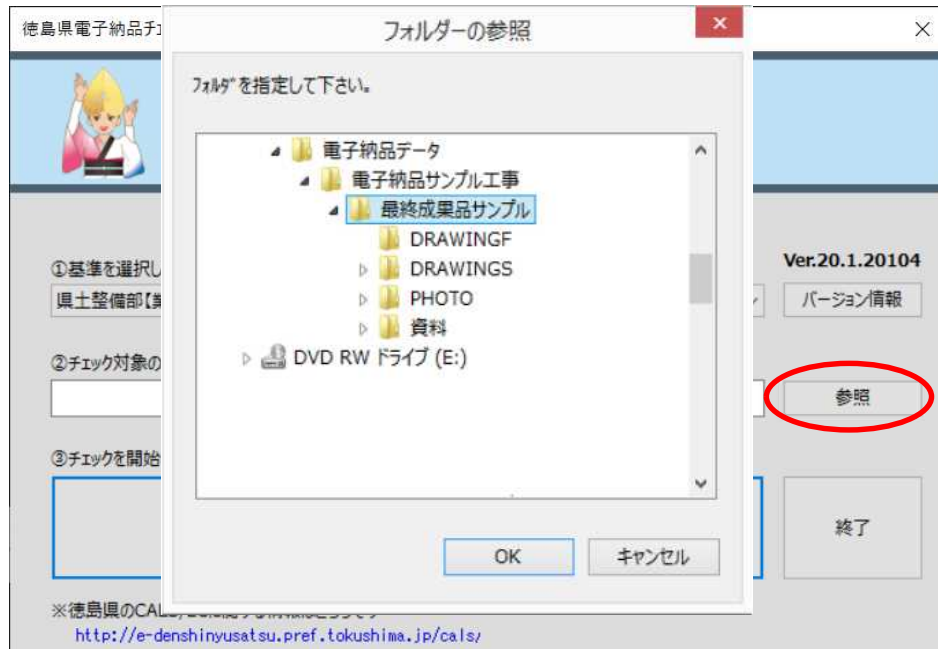 徳島県電子納品チェ
フォルダーの参照
フォルダを指定して下さい。
電子納品データ
電子納品サンプル工事
最終成果品サンプル
DRAWINGF
DRAWINGS
PHOTO
資料
DVD RW ドライブ (E:)
OK
キャンセル
①基準を選択し
Ver.20.1.20104
県土整備部【業
バージョン情報
②チェック対象の
参照
③チェックを開始
終了
※徳島県のCAL
http://e-denshinyusatsu.pref.tokushima.jp/cals/